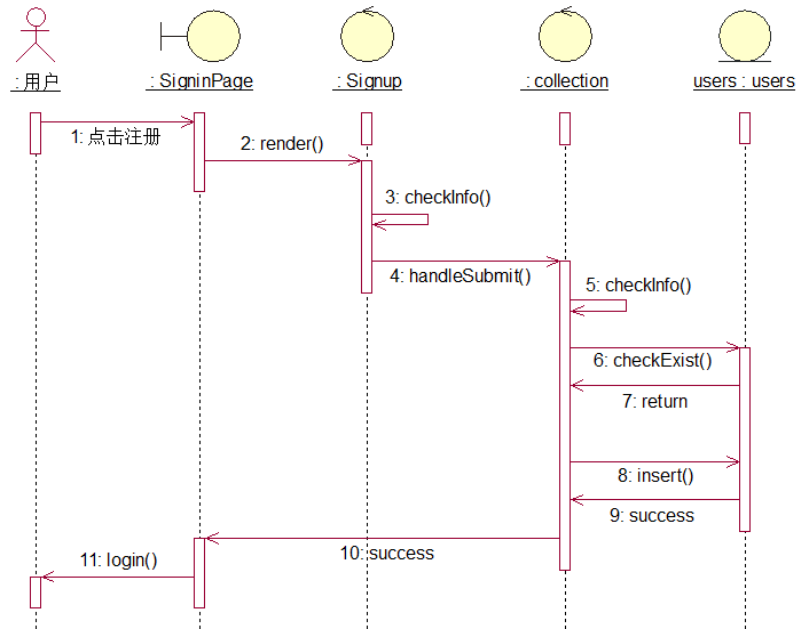 : 用户
: SigninPage
: Signup
: collection
users : users
1: 点击注册
2: render()
3: checkInfo()
4: handleSubmit()
5: checkInfo()
6: checkExist()
7: return
8: insert()
9: success
10: success
11: login()